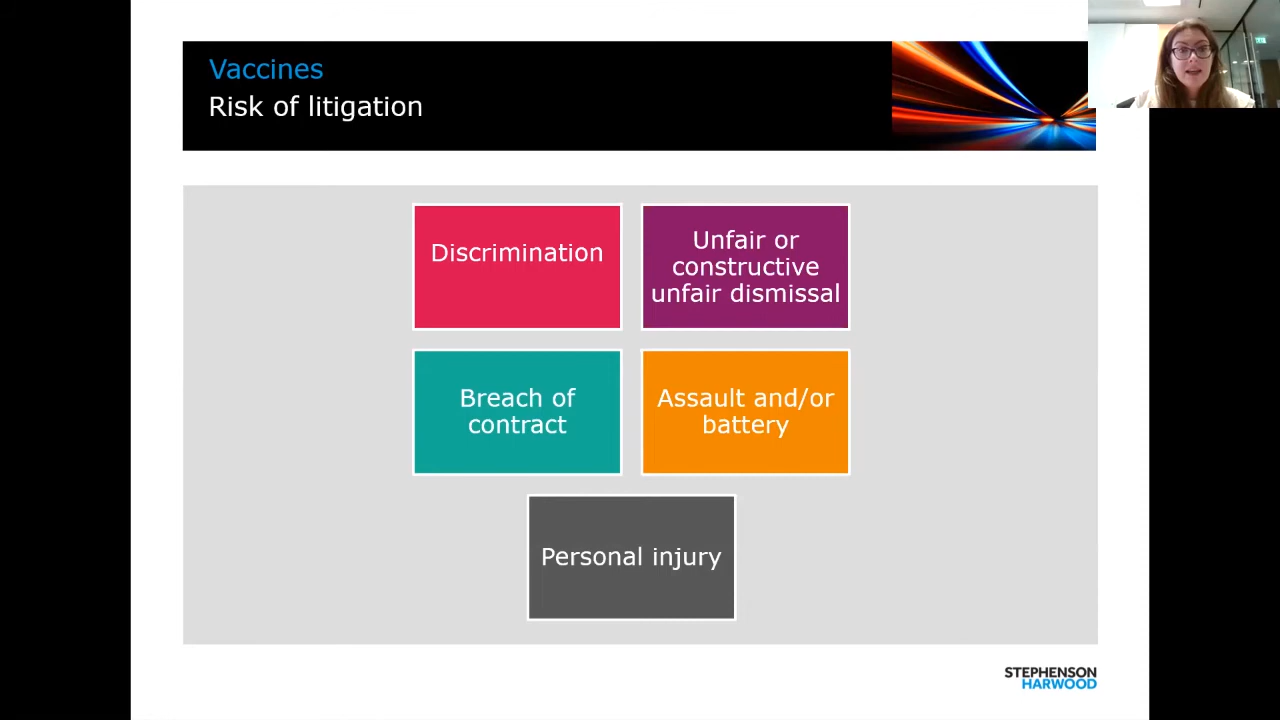 Vaccines
Risk of litigation
Discrimination
Unfair or
constructive
unfair dismissal
Breach of
contract
Assault and/or
battery
Personal injury
STEPHENSON
HARWOOD